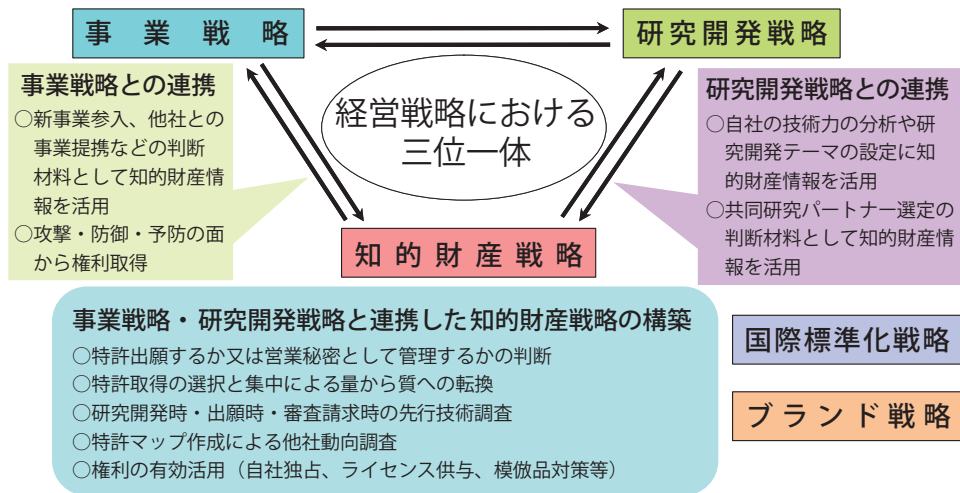 事業戦略
研究開発戦略
事業戦略との連携
○新事業参入、他社との
事業提携などの判断
材料として知的財産情
報を活用
○攻撃・防御・予防の面
から権利取得
経営戦略における
三位一体
研究開発戦略との連携
○自社の技術力の分析や研
究開発テーマの設定に知
的財産情報を活用
○共同研究パートナー選定の
判断材料として知的財産情
報を活用
知的財産戦略
事業戦略・研究開発戦略と連携した知的財産戦略の構築
○特許出願するか又は営業秘密として管理するかの判断
○特許取得の選択と集中による量から質への転換
○研究開発時・出願時・審査請求時の先行技術調査
○特許マップ作成による他社動向調査
○権利の有効活用（自社独占、ライセンス供与、模倣品対策等）
国際標準化戦略
ブランド戦略